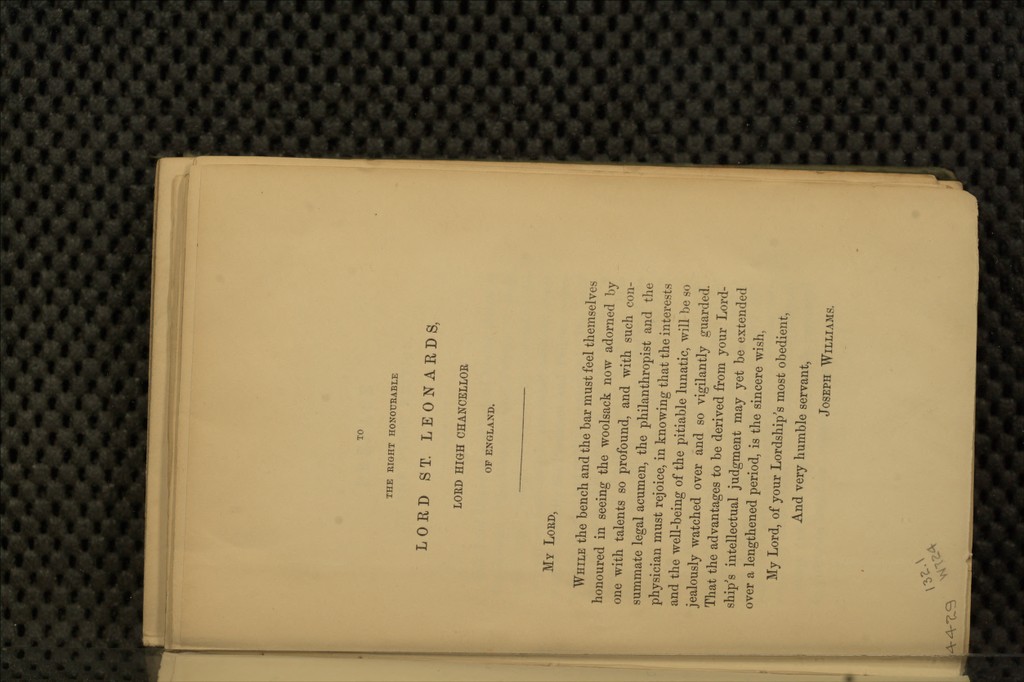 TO
THE RIGHT HONOURABLE
LORD ST. LEONARDS,
LORD HIGH CHANCELLOR
OF ENGLAND.
My Lord,
While the bench and the bar must feel themselves
honoured in seeing the woolsack now adorned by
one with talents so profound, and with such con-
summate legal acumen, the philanthropist and the
physician must rejoice, in knowing that the interests
and the well-being of the pitiable lunatic, will be so
jealously watched over and so vigilantly guarded.
That the advantages to be derived from your Lord-
ship's intellectual judgment may yet be extended
over a lengthened period, is the sincere wish,
My Lord, of your Lordship's most obedient,
And very humble servant,
Joseph Williams.
132.1
W724
4429